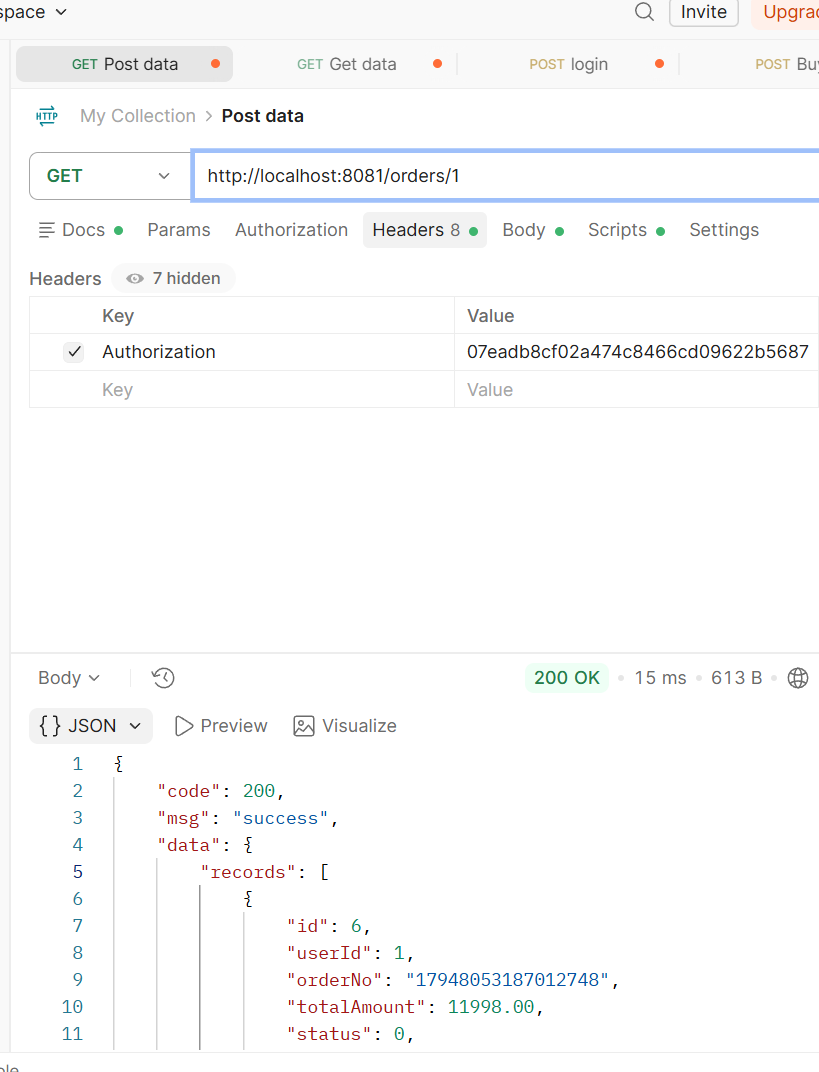 space
Invite
Upgrad
GET Post data
GET Get data
POST login
POST Buy
HTTP My Collection > Post data
GET http://localhost:8081/orders/1
Docs Params Authorization Headers 8 Body Scripts Settings
Headers 7 hidden
Key Value
Authorization 07eadb8cf02a474c8466cd09622b5687
Key Value
Body 200 OK • 15 ms • 613 B •
{} JSON Preview Visualize
1 {
2 "code": 200,
3 "msg": "success",
4 "data": {
5 "records": [
6 {
7 "id": 6,
8 "userId": 1,
9 "orderNo": "17948053187012748",
10 "totalAmount": 11998.00,
11 "status": 0,